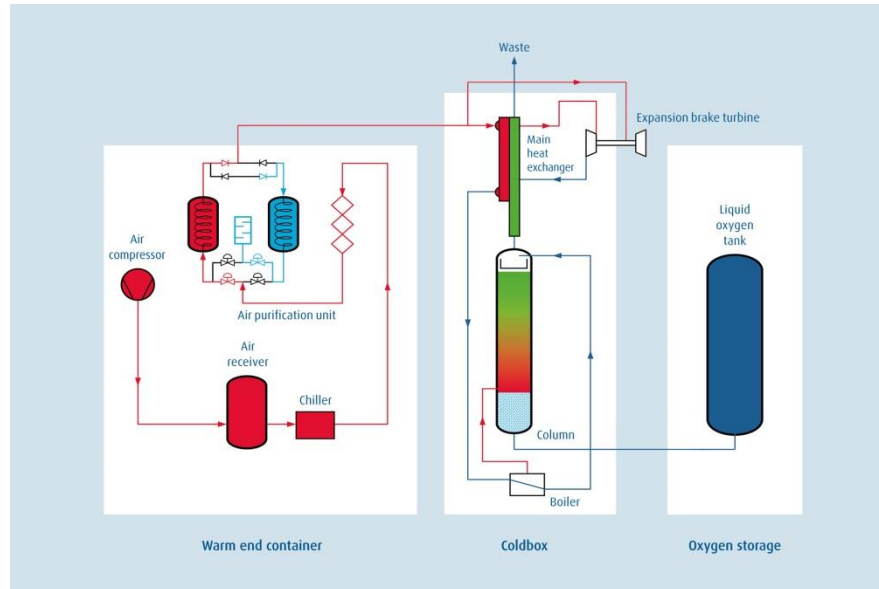 Waste
Expansion brake turbine
Main
heat
exchanger
Liquid
oxygen
tank
Air
compressor
Air purification unit
Air
receiver
Chiller
Column
Boiler
Warm end container
Coldbox
Oxygen storage